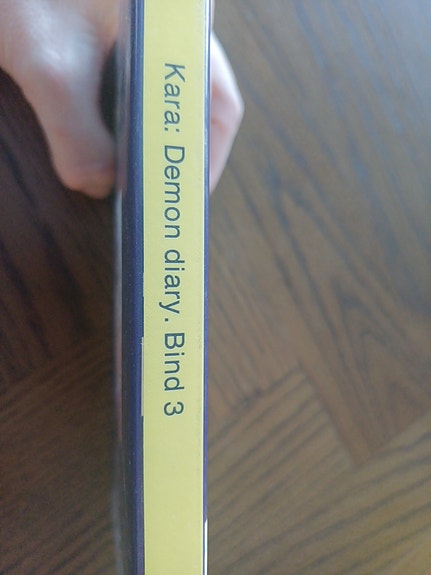 Kara: Demon diary. Bind 3